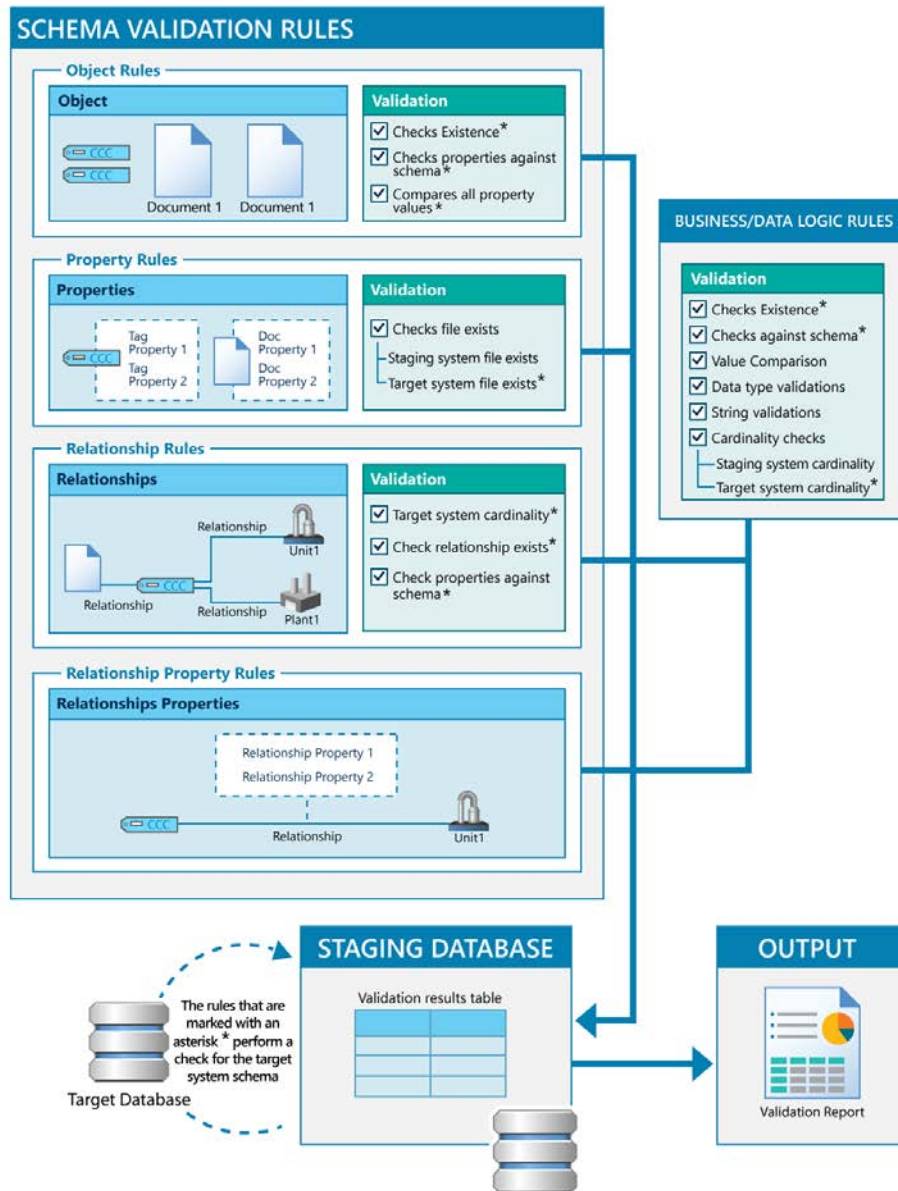 SCHEMA VALIDATION RULES
Object Rules
Object
CCC
CCC
Document 1
Document 1
Validation
Checks Existence*
Checks properties against
schema*
Compares all property
values*
Property Rules
Properties
CCC
Tag
Property 1
Tag
Property 2
Doc
Property 1
Doc
Property 2
Validation
Checks file exists
Staging system file exists
Target system file exists*
Relationship Rules
Relationships
Relationship
CCC
Relationship
Unit1
Relationship
Plant1
Validation
Target system cardinality*
Check relationship exists*
Check properties against
schema*
Relationship Property Rules
Relationships Properties
Relationship Property 1
Relationship Property 2
CCC
Relationship
Unit1
BUSINESS/DATA LOGIC RULES
Validation
Checks Existence*
Checks against schema*
Value Comparison
Data type validations
String validations
Cardinality checks
Staging system cardinality
Target system cardinality*
The rules that are
marked with an
asterisk * perform a
check for the target
system schema
Target Database
STAGING DATABASE
Validation results table
OUTPUT
Validation Report